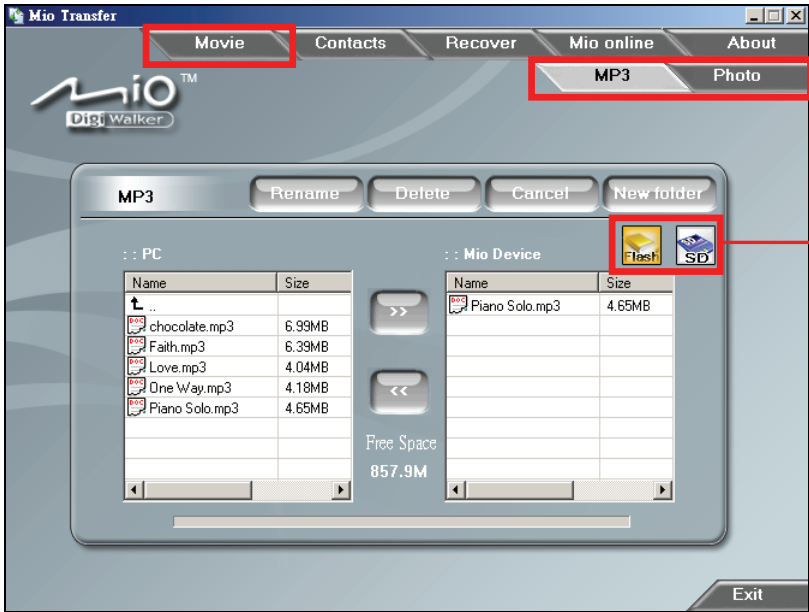 Mio Transfer
Movie Contacts Recover Mio online About
MP3 Photo
Mio TM
Digi Walker
MP3 Rename Delete Cancel New folder
: : PC : : Mio Device Flash SD
Name Size Name Size
.. >> Piano Solo.mp3 4.65MB
chocolate.mp3 6.99MB
Faith.mp3 6.39MB
Love.mp3 4.04MB
One Way.mp3 4.18MB <<
Piano Solo.mp3 4.65MB
Free Space
857.9M
Exit